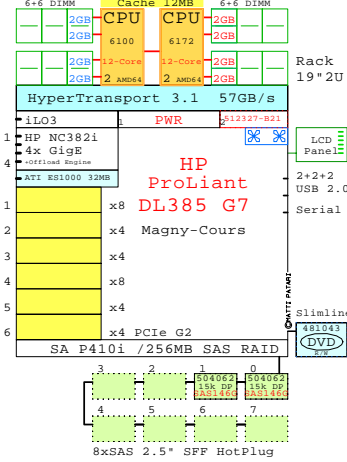 6+6 DIMM Cache 12MB 6+6 DIMM
2GB CPU CPU 2GB
2GB 6100 6172 2GB
2GB 12-Core 12-Core 2GB
2GB 2 AMD64 2 AMD64 2GB
Rack
19"2U
HyperTransport 3.1 57GB/s
iLO3 1 PWR 2 512327-B21
1 HP NC382i
4x GigE
4 +Offload Engine
ATI ES1000 32MB
LCD
Panel
2+2+2
USB 2.0
Serial
HP
ProLiant
DL385 G7
Magny-Cours
1 x8
2 x4
3 x4
4 x8
5 x4
6 x4 PCIe G2
©MATTI PATARI
Slimline
481043
DVD
R/W
SA P410i /256MB SAS RAID
3 2 1 0
504062 504062
15k DP 15k DP
SAS146G SAS146G
4 5 6 7
8xSAS 2.5" SFF HotPlug